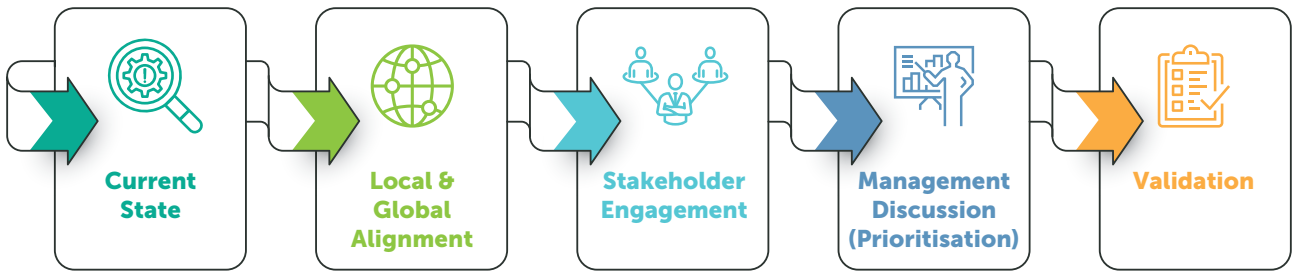 Current
State
Local &
Global
Alignment
Stakeholder
Engagement
Management
Discussion
(Prioritisation)
Validation